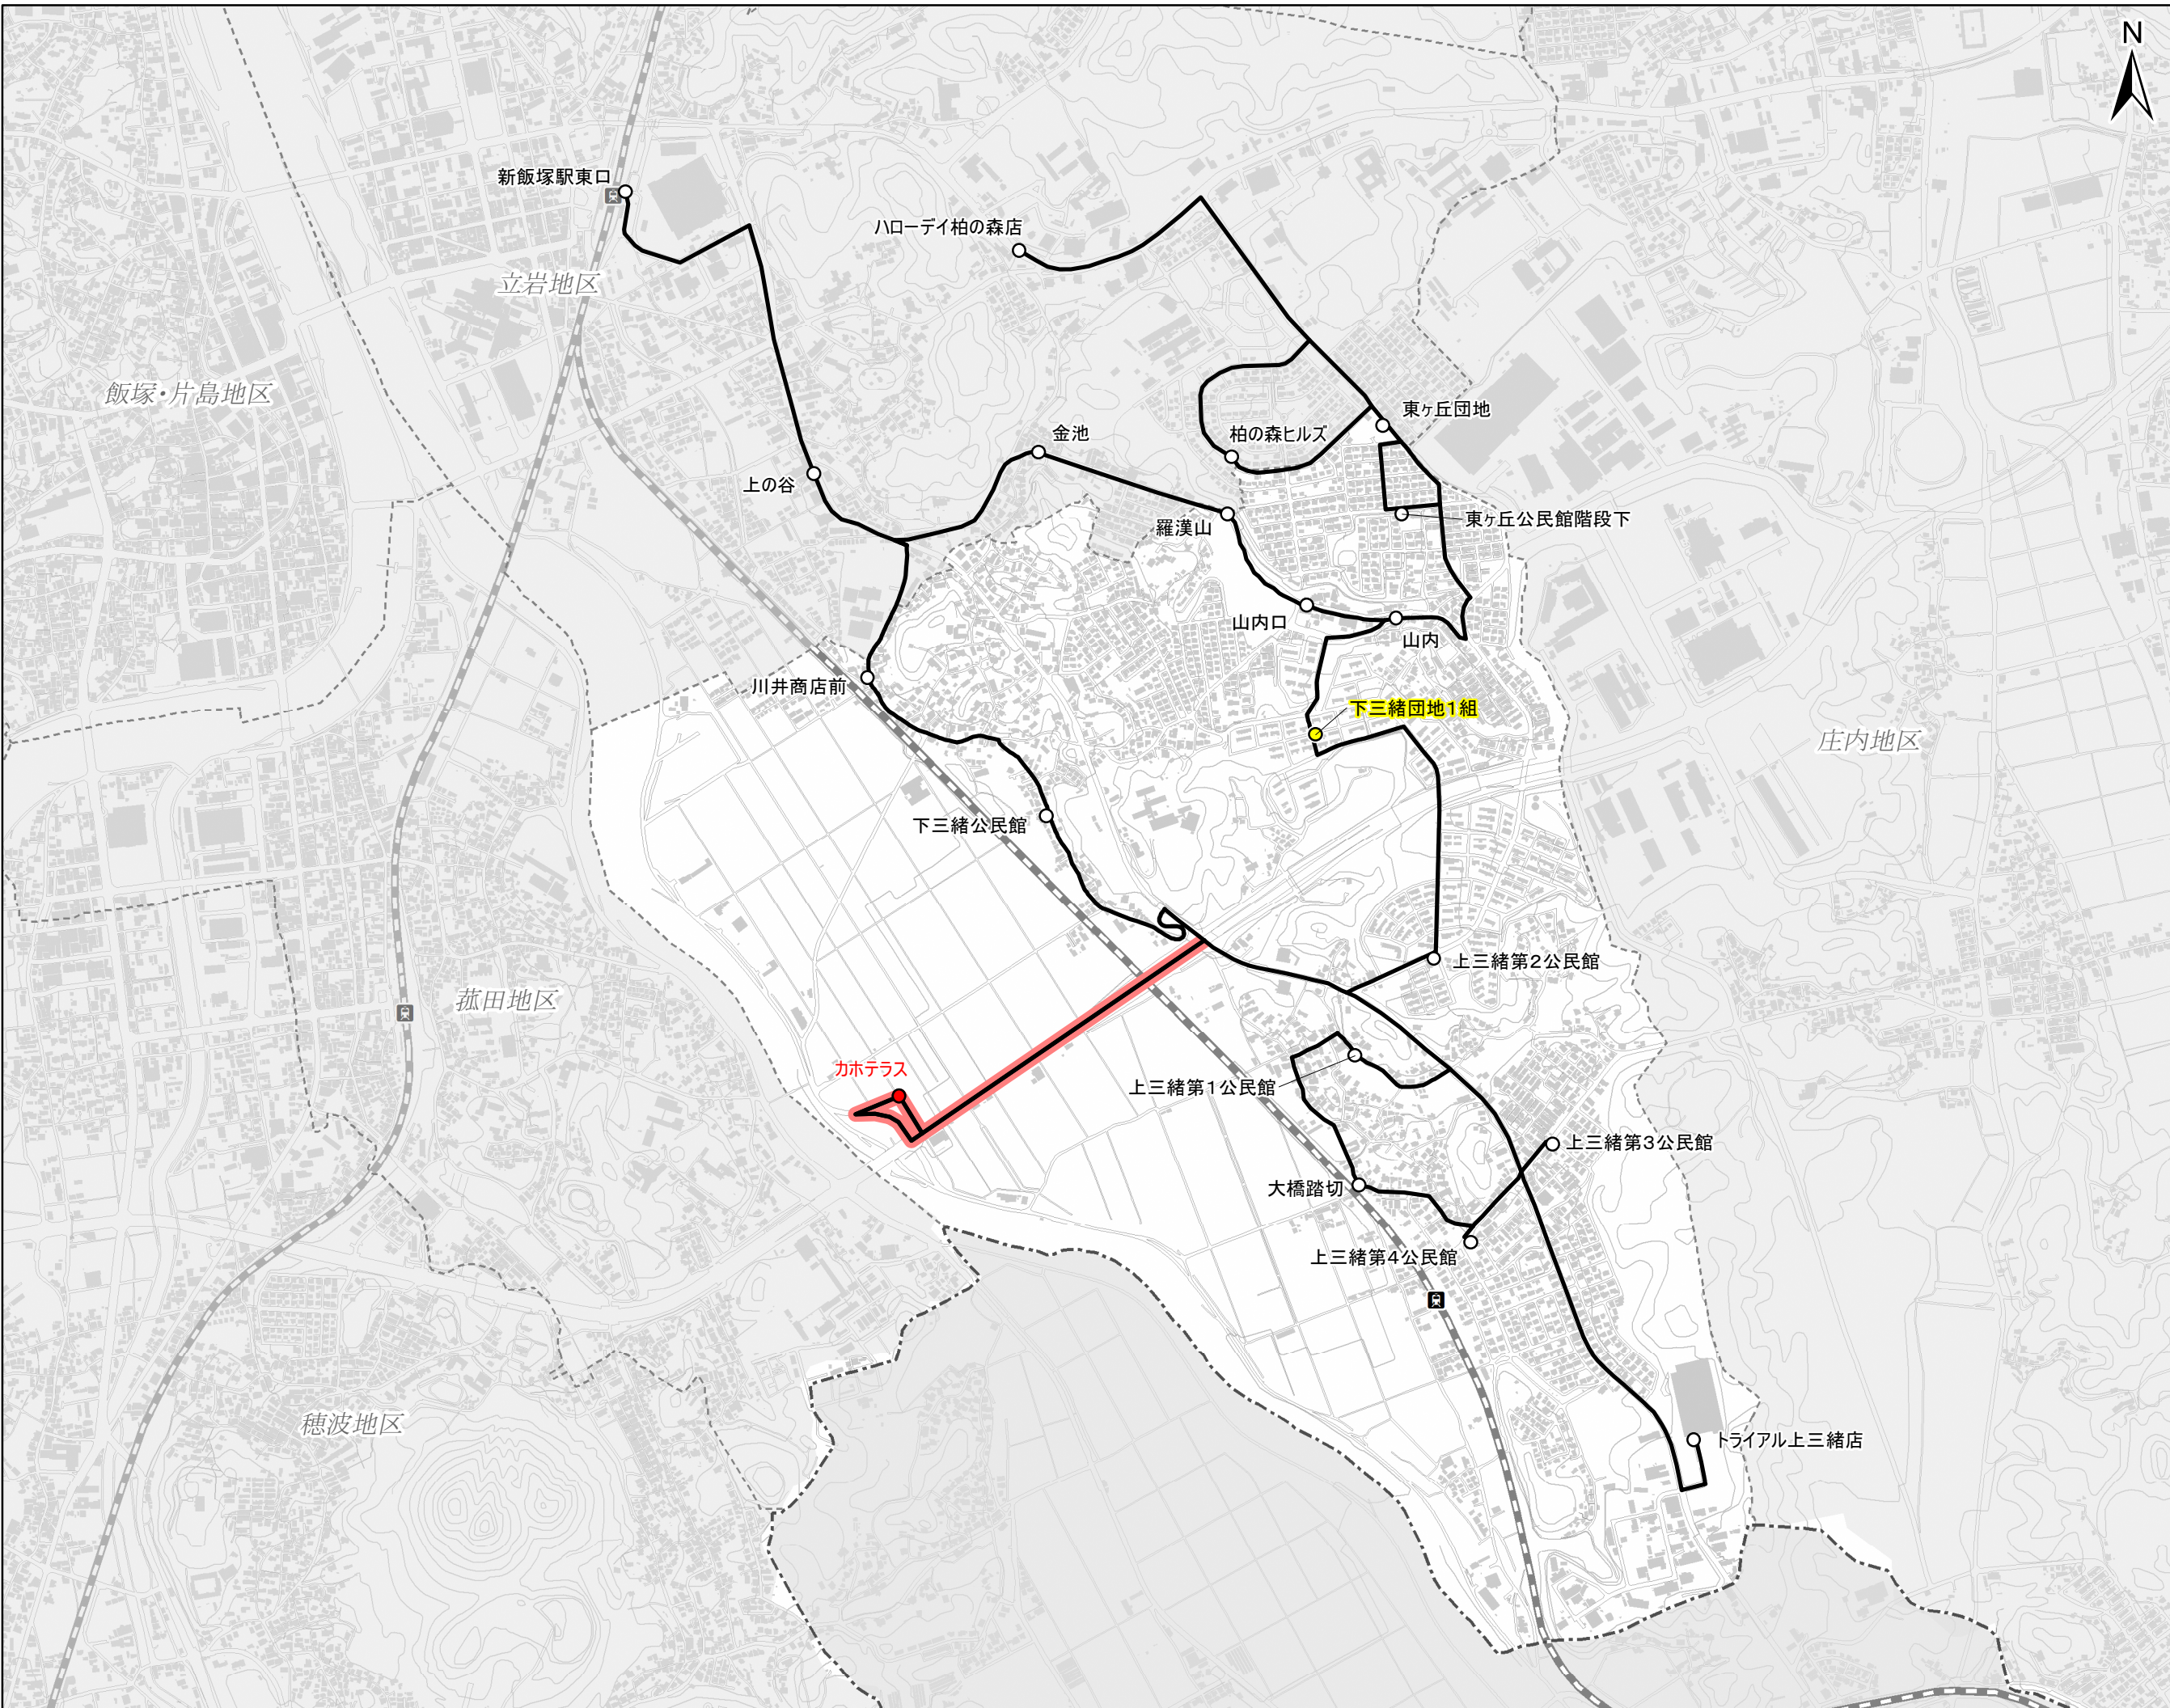 N
新飯塚駅東口
ハローデイ柏の森店
立岩地区
飯塚・片島地区
東ヶ丘団地
柏の森ヒルズ
金池
上の谷
東ヶ丘公民館階段下
羅漢山
山内口
山内
川井商店前
下三緒団地1組
庄内地区
下三緒公民館
上三緒第2公民館
菰田地区
カホテラス
上三緒第1公民館
上三緒第3公民館
大橋踏切
上三緒第4公民館
穂波地区
トライアル上三緒店